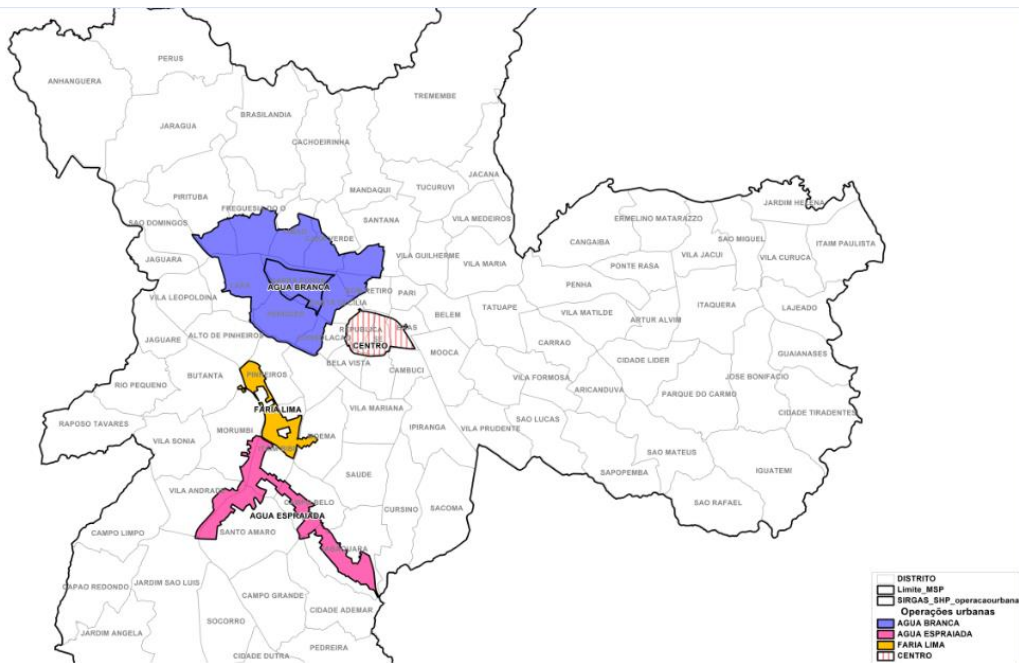 PERUS
ANHANGUERA
TREMEMBE
BRASILANDIA
JARAGUA
CACHOEIRINHA
JACANA
MANDAQUI
TUCURUVI
PIRITUBA
JARDIM HELENA
FREGUESIA DO O
ERMELINO MATARAZZO
SANTANA
VILA MEDEIROS
SAO DOMINGOS
SAO MIGUEL
CANGAIBA
ITAIM PAULISTA
VILA GUILHERME
VILA JACUI
VILA CURUCA
JAGUARA
VILA MARIA
PONTE RASA
PENHA
AGUA BRANCA
VILA LEOPOLDINA
PARI
TATUAPE
ITAQUERA
LAJEADO
BELEM
VILA MATILDE
ARTUR ALVIM
REPUBLICA
JAGUARE
ALTO DE PINHEIROS
CARRAO
CENTRO
MOOCA
GUAIANASES
CIDADE LIDER
BELA VISTA
CAMBUCI
BUTANTA
PINHEIROS
RIO PEQUENO
VILA FORMOSA
JOSE BONIFACIO
ARICANDUVA
PARQUE DO CARMO
FARIA LIMA
VILA MARIANA
CIDADE TIRADENTES
RAPOSO TAVARES
SAO LUCAS
MORUMBI
IPIRANGA
VILA PRUDENTE
MOEMA
VILA SONIA
SAO MATEUS
SAUDE
SAPOPEMBA
IGUATEMI
VILA ANDRADE
SAO RAFAEL
CURSINO
SACOMA
AGUA ESPRAIADA
CAMPO LIMPO
SANTO AMARO
CAPAO REDONDO
JARDIM SAO LUIS
CAMPO GRANDE
CIDADE ADEMAR
SOCORRO
JARDIM ANGELA
PEDREIRA
CIDADE DUTRA
DISTRITO
Limite_MSP
SIRGAS_SHP_operacaourbana
Operações urbanas
AGUA BRANCA
AGUA ESPRAIADA
FARIA LIMA
CENTRO